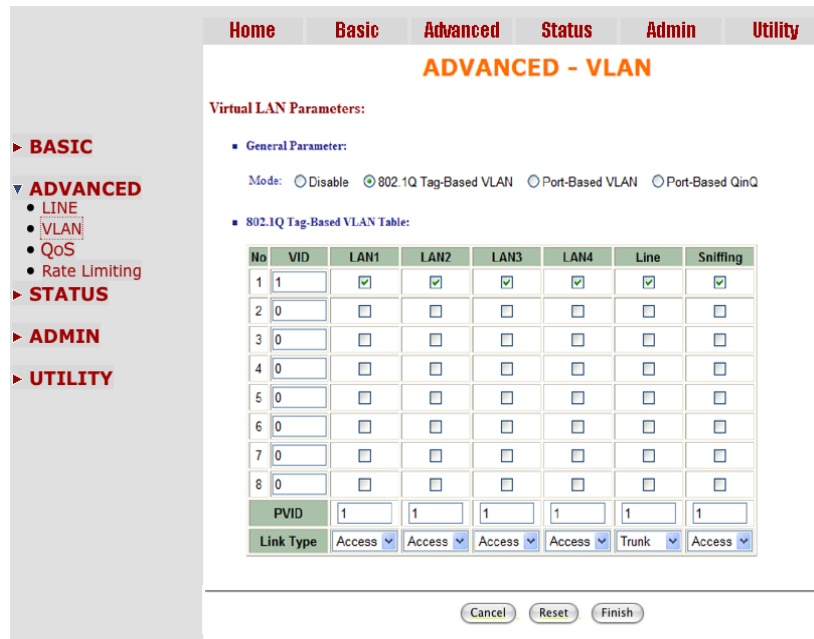 Home Basic Advanced Status Admin Utility
ADVANCED - VLAN
Virtual LAN Parameters:
BASIC
ADVANCED
LINE
VLAN
QoS
Rate Limiting
STATUS
ADMIN
UTILITY
General Parameter:
Mode: Disable 802.1Q Tag-Based VLAN Port-Based VLAN Port-Based QinQ
802.1Q Tag-Based VLAN Table:
No VID LAN1 LAN2 LAN3 LAN4 Line Sniffing
1 1
2 0
3 0
4 0
5 0
6 0
7 0
8 0
PVID 1 1 1 1 1 1
Link Type Access Access Access Access Trunk Access
Cancel Reset Finish